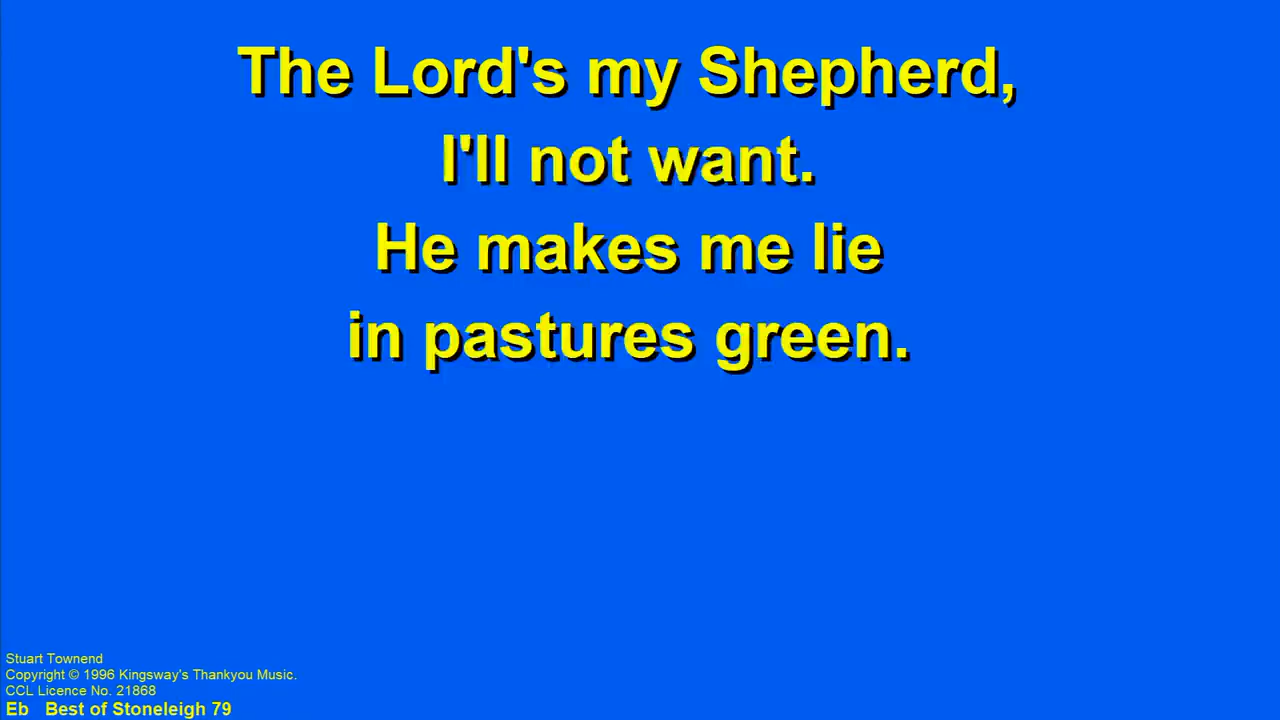 The Lord's my Shepherd,
I'll not want.
He makes me lie
in pastures green.
Stuart Townend
Copyright © 1996 Kingsway's Thankyou Music.
CCL Licence No. 21868
Eb   Best of Stoneleigh 79